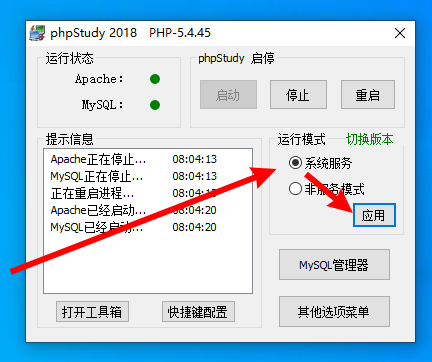 phpStudy 2018 PHP-5.4.45
运行状态
Apache:
MySQL:
phpStudy 启停
启动
停止
重启
提示信息
Apache正在停止... 08:04:13
MySQL正在停止... 08:04:13
正在重启进程... 08:04:13
Apache已经启动... 08:04:20
MySQL已经启动... 08:04:20
运行模式 切换版本
系统服务
非服务模式
应用
打开工具箱
快捷键配置
MySQL管理器
其他选项菜单